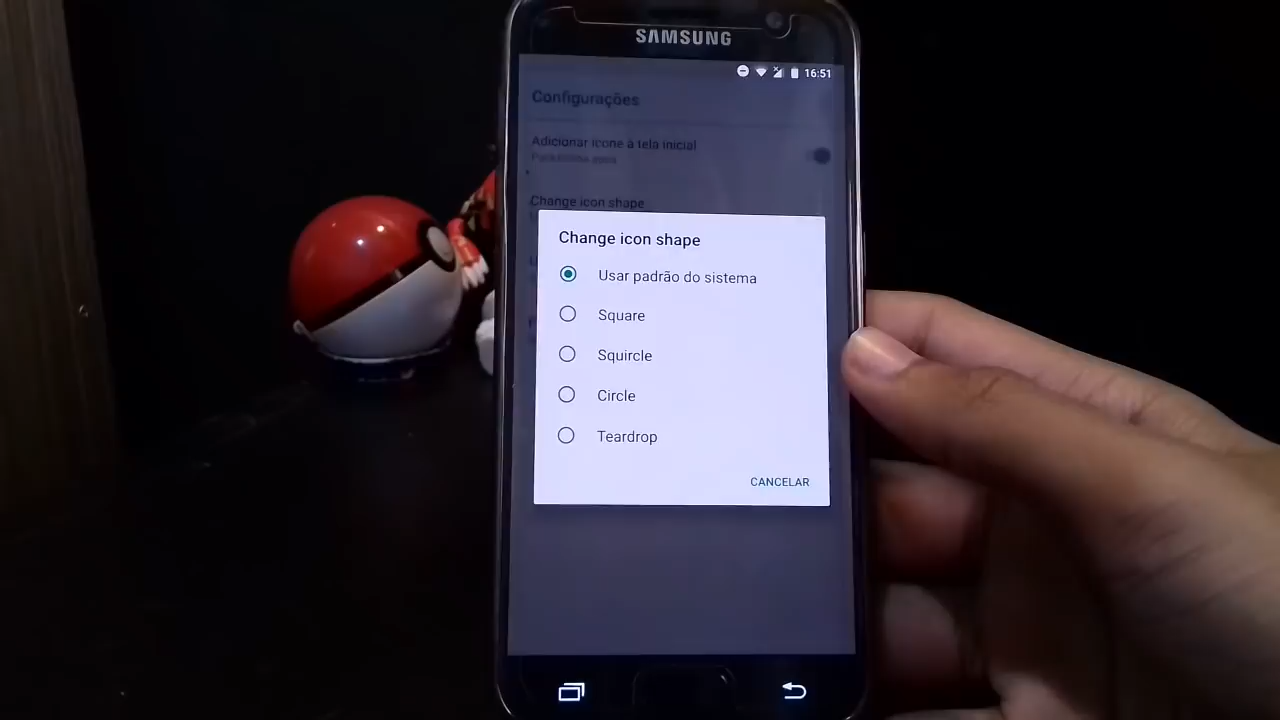 SAMSUNG
16:51
Configurações
Adicionar ícone à tela inicial
Change icon shape
Change icon shape
Usar padrão do sistema
Square
Squircle
Circle
Teardrop
CANCELAR